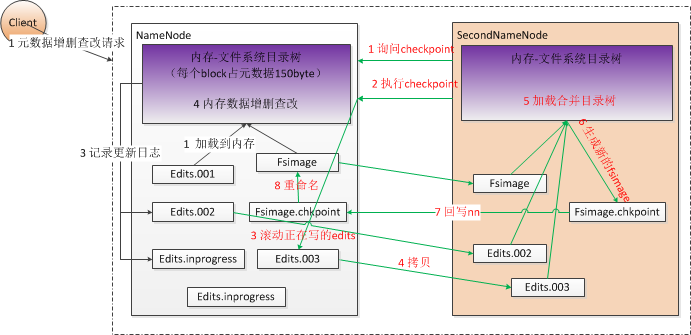 Client
1 元数据增删查改请求
NameNode
内存-文件系统目录树
（每个block占元数据150byte）
4 内存数据增删查改
3 记录更新日志
1 加载到内存
Edits.001
Fsimage
8 重命名
Edits.002
Fsimage.chkpoint
3 滚动正在写的edits
Edits.inprogress
Edits.003
Edits.inprogress
1 询问checkpoint
2 执行checkpoint
7 回写nn
4 拷贝
SecondNameNode
内存-文件系统目录树
5 加载合并目录树
6 生成新的fsimage
Fsimage
Fsimage.chkpoint
Edits.002
Edits.003